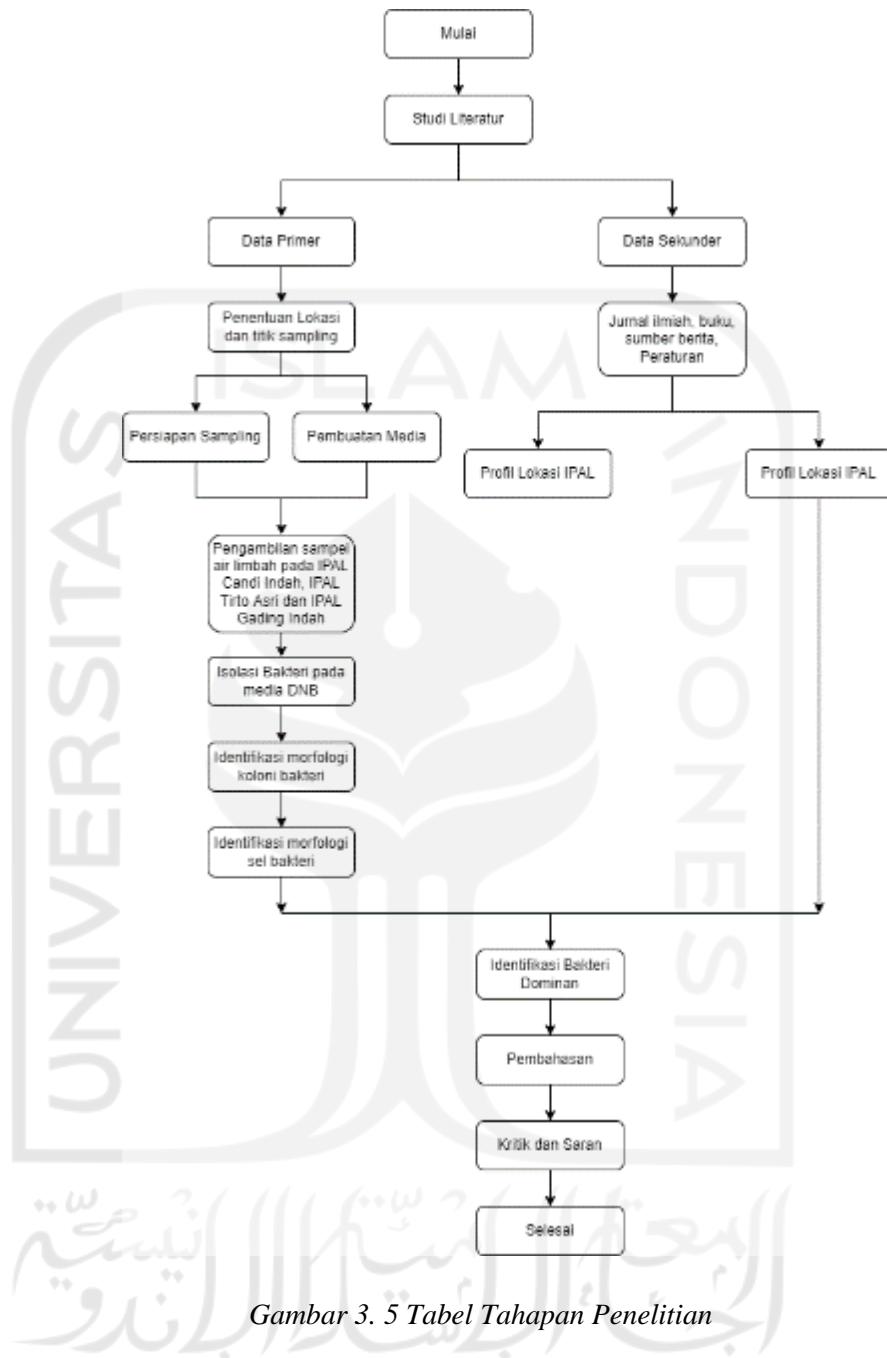 Mulai
Studi Literatur
Data Primer
Data Sekunder
Penentuan Lokasi
dan titik sampling
Jurnal ilmiah, buku,
sumber berita,
Peraturan
Persiapan Sampling
Pembuatan Media
Profil Lokasi IPAL
Profil Lokasi IPAL
Pengambilan sampel
air limbah pada IPAL
Candi Indah, IPAL
Tirto Asri dan IPAL
Gading Indah
Isolasi Bakteri pada
media DNB
Identifikasi morfologi
koloni bakteri
Identifikasi morfologi
sel bakteri
Identifikasi Bakteri
Dominan
Pembahasan
Kritik dan Saran
Selesai
Gambar 3. 5 Tabel Tahapan Penelitian
ISLAM
UNIVERSITAS
INDONESIA